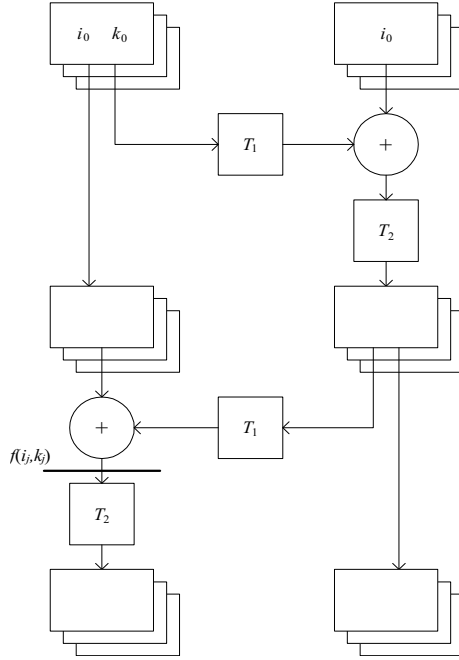 i₀ k₀
i₀
T₁
+
T₂
+
T₁
f(iⱼ,kⱼ)
T₂